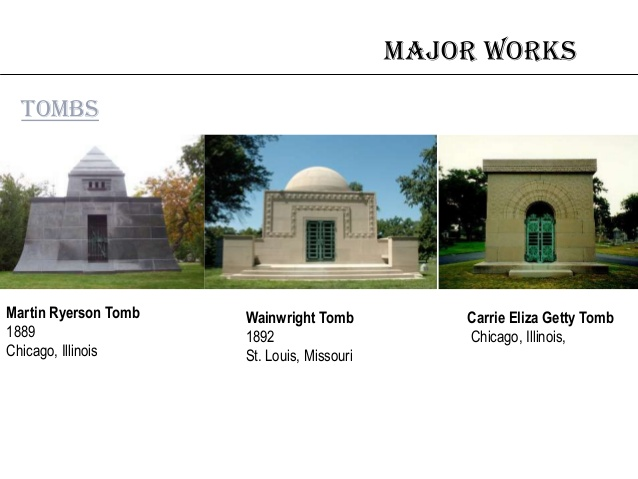 MAJOR WORKS
TOMBS
Martin Ryerson Tomb
1889
Chicago, Illinois
Wainwright Tomb
1892
St. Louis, Missouri
Carrie Eliza Getty Tomb
Chicago, Illinois,